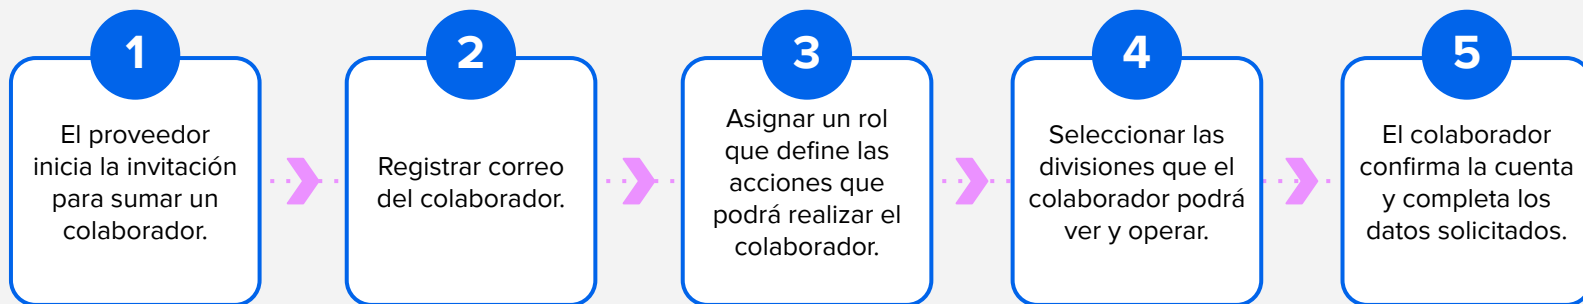 1
El proveedor
inicia la invitación
para sumar un
colaborador.
2
Registrar correo
del colaborador.
3
Asignar un rol
que define las
acciones que
podrá realizar el
colaborador.
4
Seleccionar las
divisiones que el
colaborador podrá
ver y operar.
5
El colaborador
confirma la cuenta
y completa los
datos solicitados.